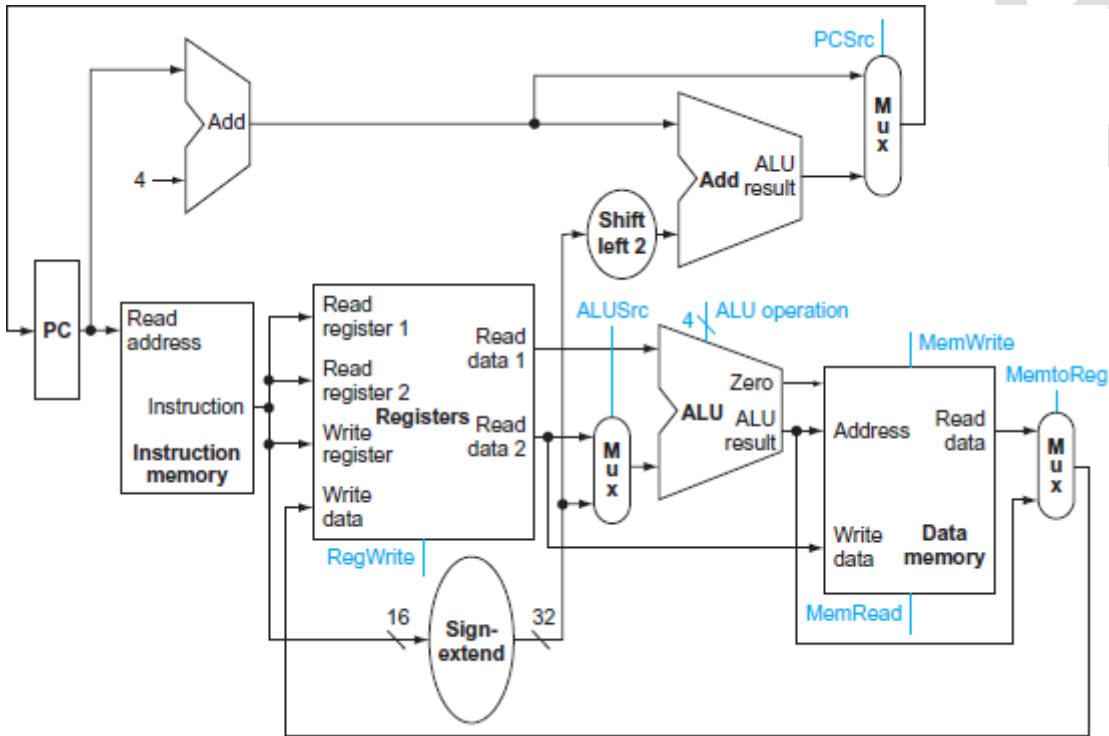 PCSrc
Add
4
M
u
x
Add
ALU
result
Shift
left 2
PC
Read
address
Instruction
Instruction
memory
Read
register 1
Read
register 2
Write
register
Write
data
Registers
Read
data 1
Read
data 2
RegWrite
16
Sign-
extend
32
ALUSrc
M
u
x
4
ALU operation
Zero
ALU
ALU
result
MemWrite
Address
Read
data
Write
data
Data
memory
MemRead
MemtoReg
M
u
x